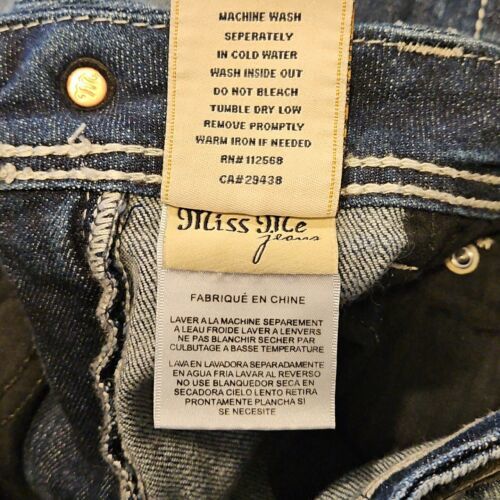 MACHINE WASH
SEPERATELY
IN COLD WATER
WASH INSIDE OUT
DO NOT BLEACH
TUMBLE DRY LOW
REMOVE PROMPTLY
WARM IRON IF NEEDED
RN# 112568
CA# 29438
Miss Me
jeans
FABRIQUÉ EN CHINE
LAVER A LA MACHINE SEPAREMENT
A LEAU FROIDE LAVER A LENVERS
NE PAS BLANCHIR SECHER PAR
CULBUTAGE A BASSE TEMPERATURE
LAVA EN LAVADORA SEPARADAMENTE
EN AGUA FRIA LAVAR AL REVERSO
NO USE BLANQUEDOR SECA EN
SECADORA CIELO LENTO RETIRA
PRONTAMENTE PLANCHA SI
SE NECESITE
M